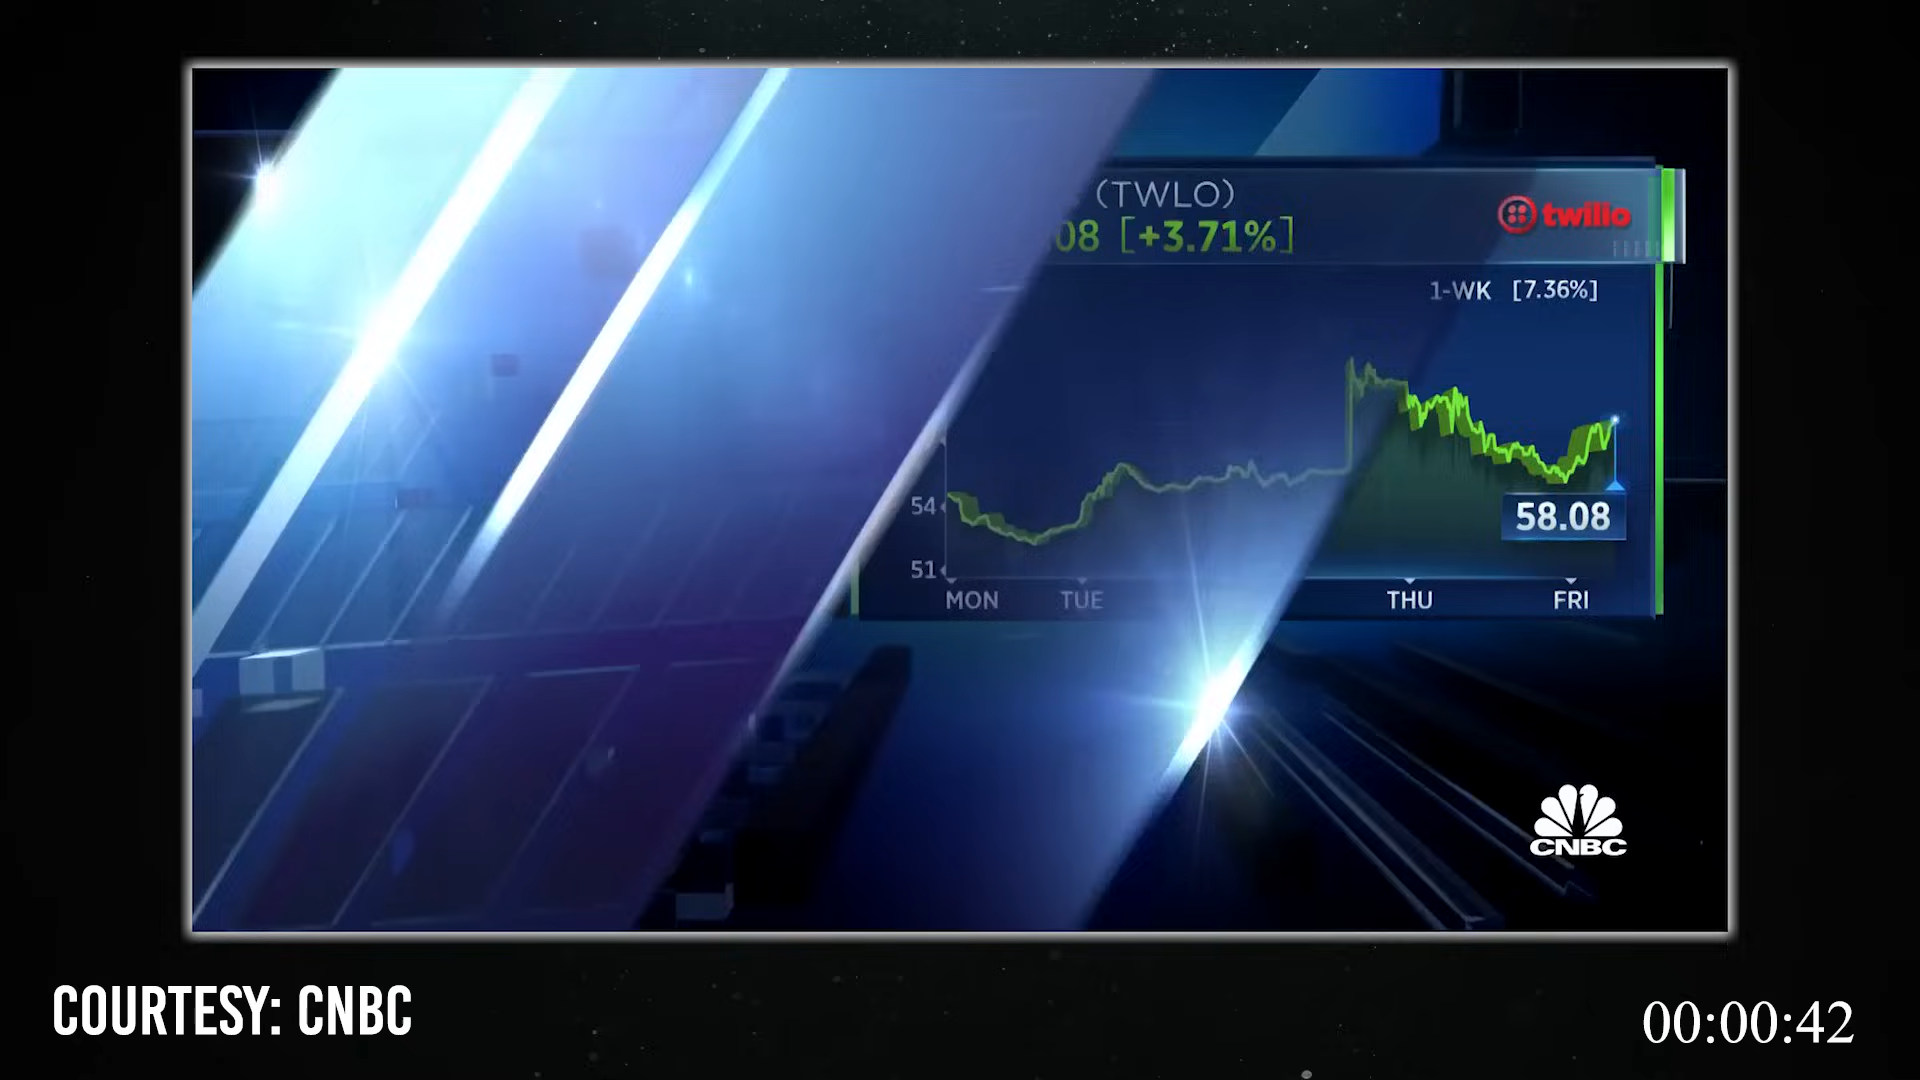 (TWLO)
08 [+3.71%]
twilio
1-WK [7.36%]
54
51
58.08
MON TUE THU FRI
CNBC
COURTESY: CNBC
00:00:42